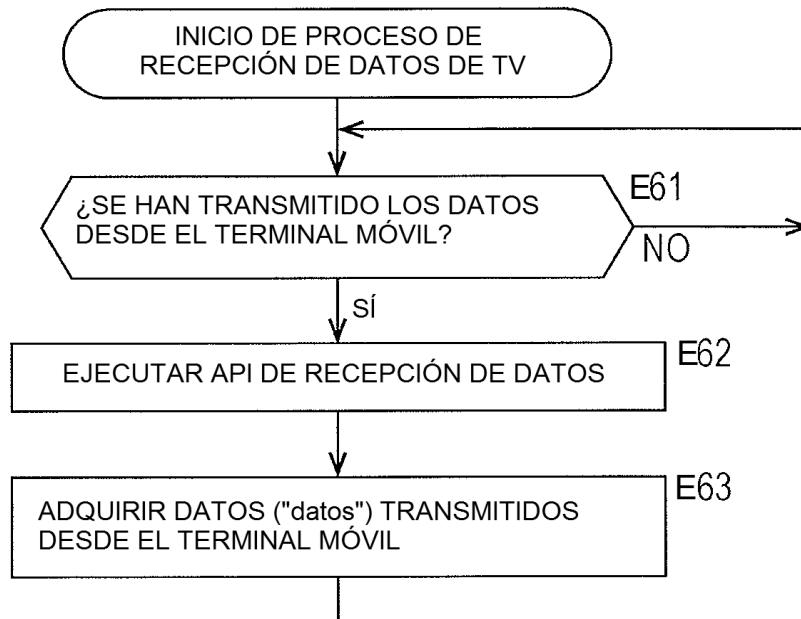 INICIO DE PROCESO DE
RECEPCIÓN DE DATOS DE TV
¿SE HAN TRANSMITIDO LOS DATOS
DESDE EL TERMINAL MÓVIL?
E61
NO
SÍ
EJECUTAR API DE RECEPCIÓN DE DATOS
E62
ADQUIRIR DATOS ("datos") TRANSMITIDOS
DESDE EL TERMINAL MÓVIL
E63